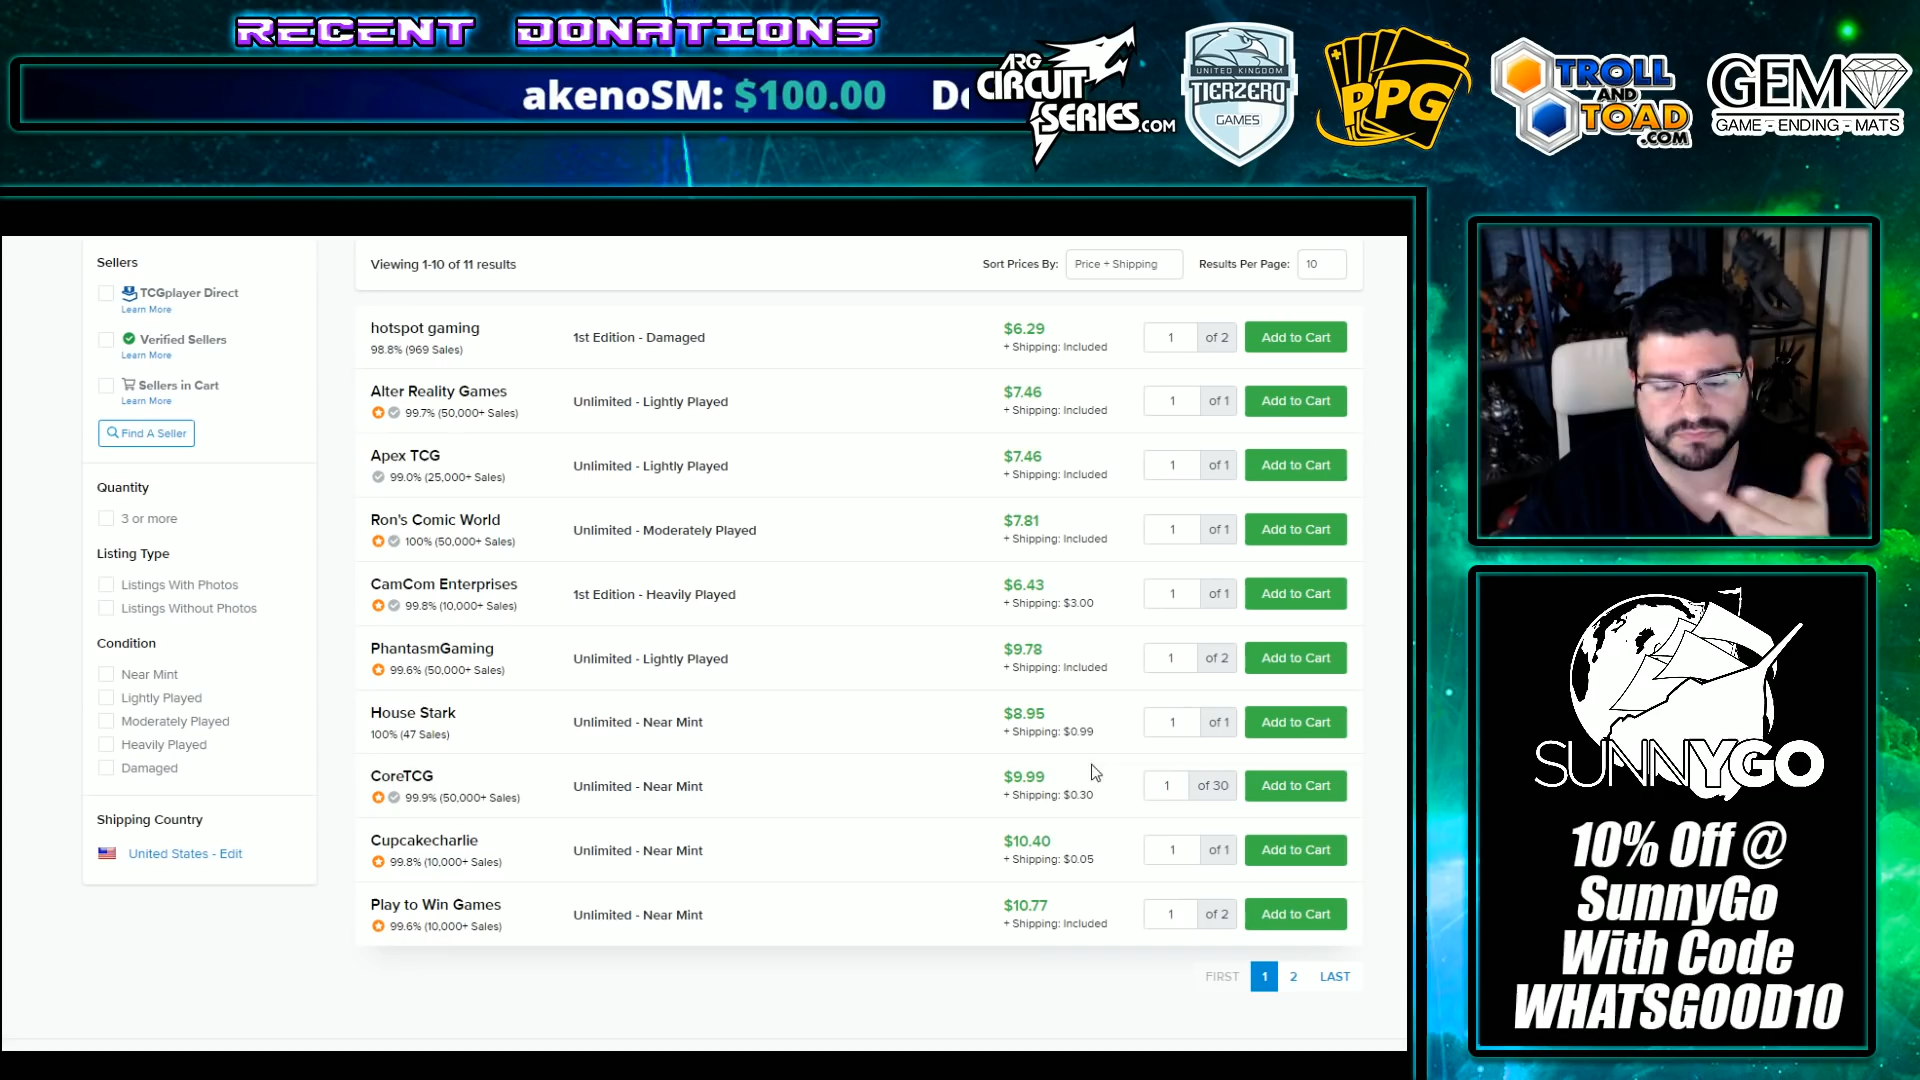 RECENT DONATIONS
akenoSM: $100.00
ARG
CIRCUIT
SERIES.COM
UNITED KINGDOM
TIERZERO
GAMES
PPG
TROLL
AND
TOAD
.COM
GEM
GAME - ENDING - MATS
Sellers
TCGplayer Direct
Learn More
Verified Sellers
Learn More
Sellers in Cart
Learn More
Find A Seller
Quantity
3 or more
Listing Type
Listings With Photos
Listings Without Photos
Condition
Near Mint
Lightly Played
Moderately Played
Heavily Played
Damaged
Shipping Country
United States - Edit
Viewing 1-10 of 11 results
Sort Prices By: Price + Shipping Results Per Page: 10
hotspot gaming
98.8% (969 Sales)
1st Edition - Damaged
$6.29
+ Shipping: Included
1 of 2 Add to Cart
Alter Reality Games
99.7% (50,000+ Sales)
Unlimited - Lightly Played
$7.46
+ Shipping: Included
1 of 1 Add to Cart
Apex TCG
99.0% (25,000+ Sales)
Unlimited - Lightly Played
$7.46
+ Shipping: Included
1 of 1 Add to Cart
Ron's Comic World
100% (50,000+ Sales)
Unlimited - Moderately Played
$7.81
+ Shipping: Included
1 of 1 Add to Cart
CamCom Enterprises
99.8% (10,000+ Sales)
1st Edition - Heavily Played
$6.43
+ Shipping: $3.00
1 of 1 Add to Cart
PhantasmGaming
99.6% (50,000+ Sales)
Unlimited - Lightly Played
$9.78
+ Shipping: Included
1 of 2 Add to Cart
House Stark
100% (47 Sales)
Unlimited - Near Mint
$8.95
+ Shipping: $0.99
1 of 1 Add to Cart
CoreTCG
99.9% (50,000+ Sales)
Unlimited - Near Mint
$9.99
+ Shipping: $0.30
1 of 30 Add to Cart
Cupcakecharlie
99.8% (10,000+ Sales)
Unlimited - Near Mint
$10.40
+ Shipping: $0.05
1 of 1 Add to Cart
Play to Win Games
99.6% (10,000+ Sales)
Unlimited - Near Mint
$10.77
+ Shipping: Included
1 of 2 Add to Cart
FIRST 1 2 LAST
SUNNYGO
10% Off @
SunnyGo
With Code
WHATSGOOD10